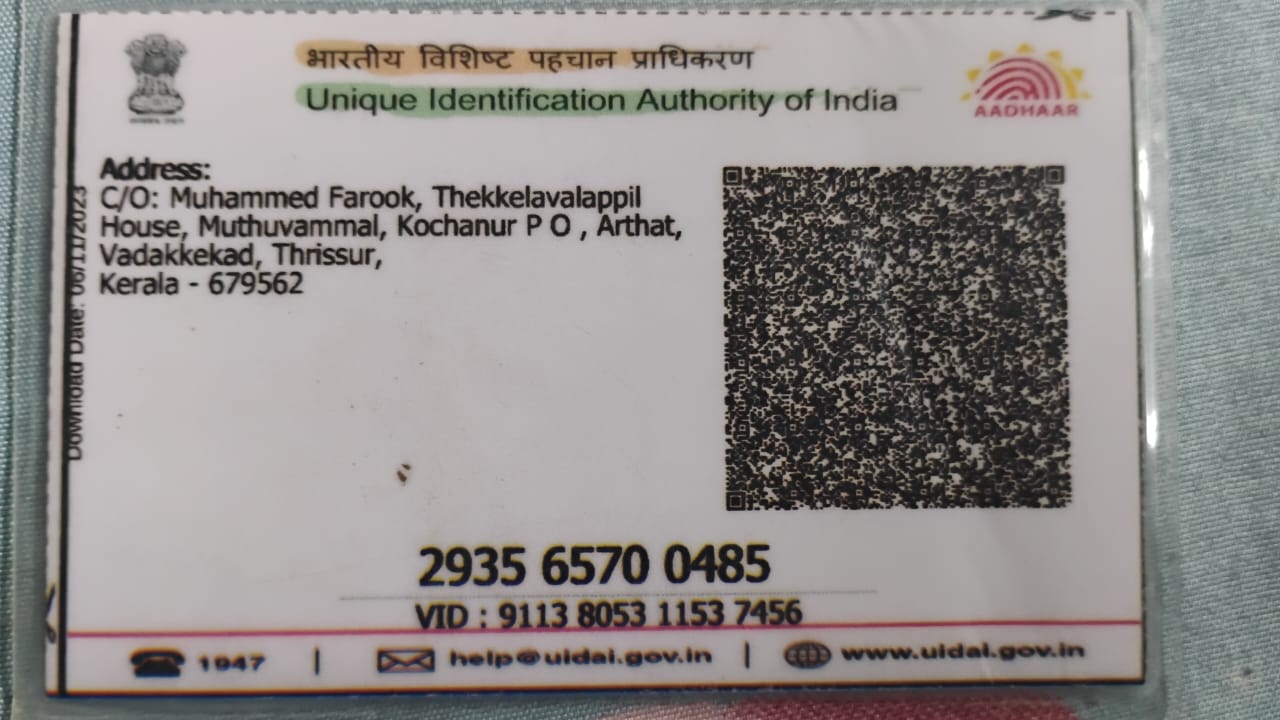 भारतीय विशिष्ट पहचान प्राधिकरण
Unique Identification Authority of India
AADHAAR
Address:
C/O: Muhammed Farook, Thekkelavalappil
House, Muthuvammal, Kochanur P O , Arthat,
Vadakkekad, Thrissur,
Kerala - 679562
Download Date: 06/11/2023
2935 6570 0485
VID : 9113 8053 1153 7456
1947 | help@uidai.gov.in | www.uidai.gov.in